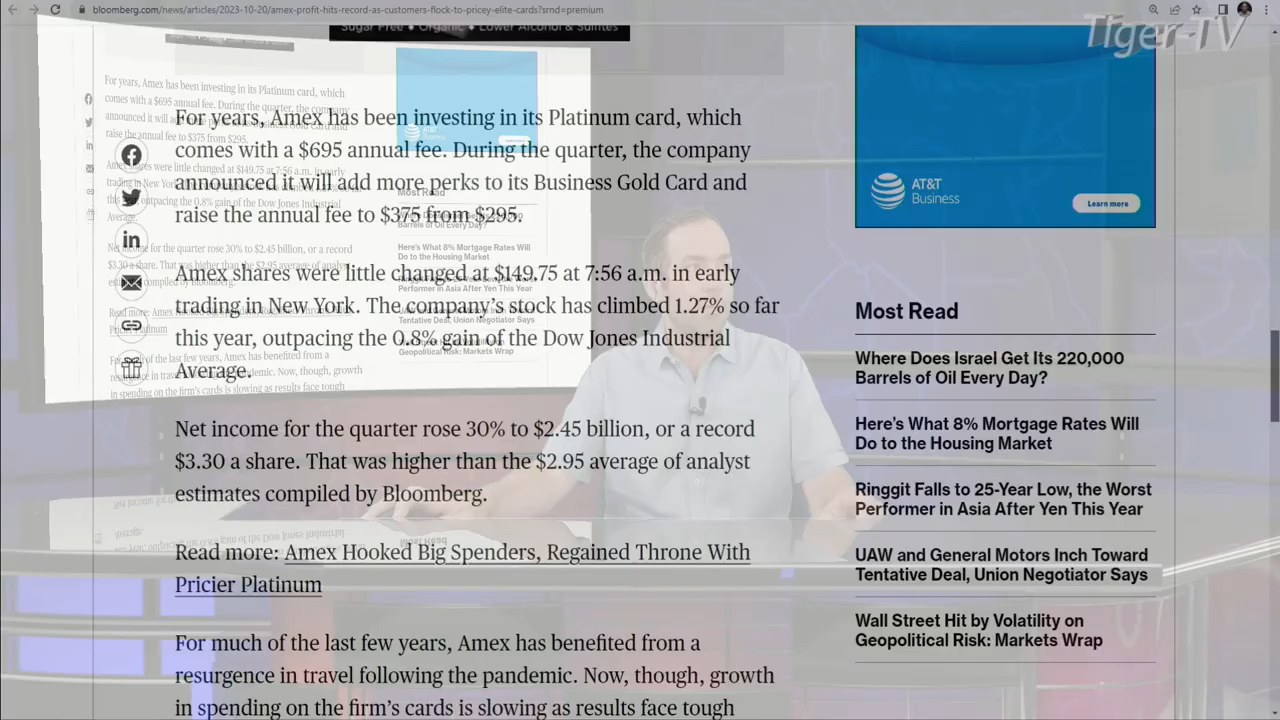 bloomberg.com/news/articles/2023-10-20/amex-profit-hits-record-as-customers-flock-to-pricey-elite-cards?srnd=premium
Tiger-TV
Sugar Free • Organic • Lower Alcohol & Sulfites
For years, Amex has been investing in its Platinum card, which
comes with a $695 annual fee. During the quarter, the company
announced it will add more perks to its Business Gold Card and
raise the annual fee to $375 from $295.
Amex shares were little changed at $149.75 at 7:56 a.m. in early
trading in New York. The company's stock has climbed 1.27% so far
this year, outpacing the 0.8% gain of the Dow Jones Industrial
Average.
Net income for the quarter rose 30% to $2.45 billion, or a record
$3.30 a share. That was higher than the $2.95 average of analyst
estimates compiled by Bloomberg.
Read more: Amex Hooked Big Spenders, Regained Throne With
Pricier Platinum
For much of the last few years, Amex has benefited from a
resurgence in travel following the pandemic. Now, though, growth
in spending on the firm's cards is slowing as results face tough
AT&T
Business
Learn more
Most Read
Where Does Israel Get Its 220,000
Barrels of Oil Every Day?
Here's What 8% Mortgage Rates Will
Do to the Housing Market
Ringgit Falls to 25-Year Low, the Worst
Performer in Asia After Yen This Year
UAW and General Motors Inch Toward
Tentative Deal, Union Negotiator Says
Wall Street Hit by Volatility on
Geopolitical Risk: Markets Wrap